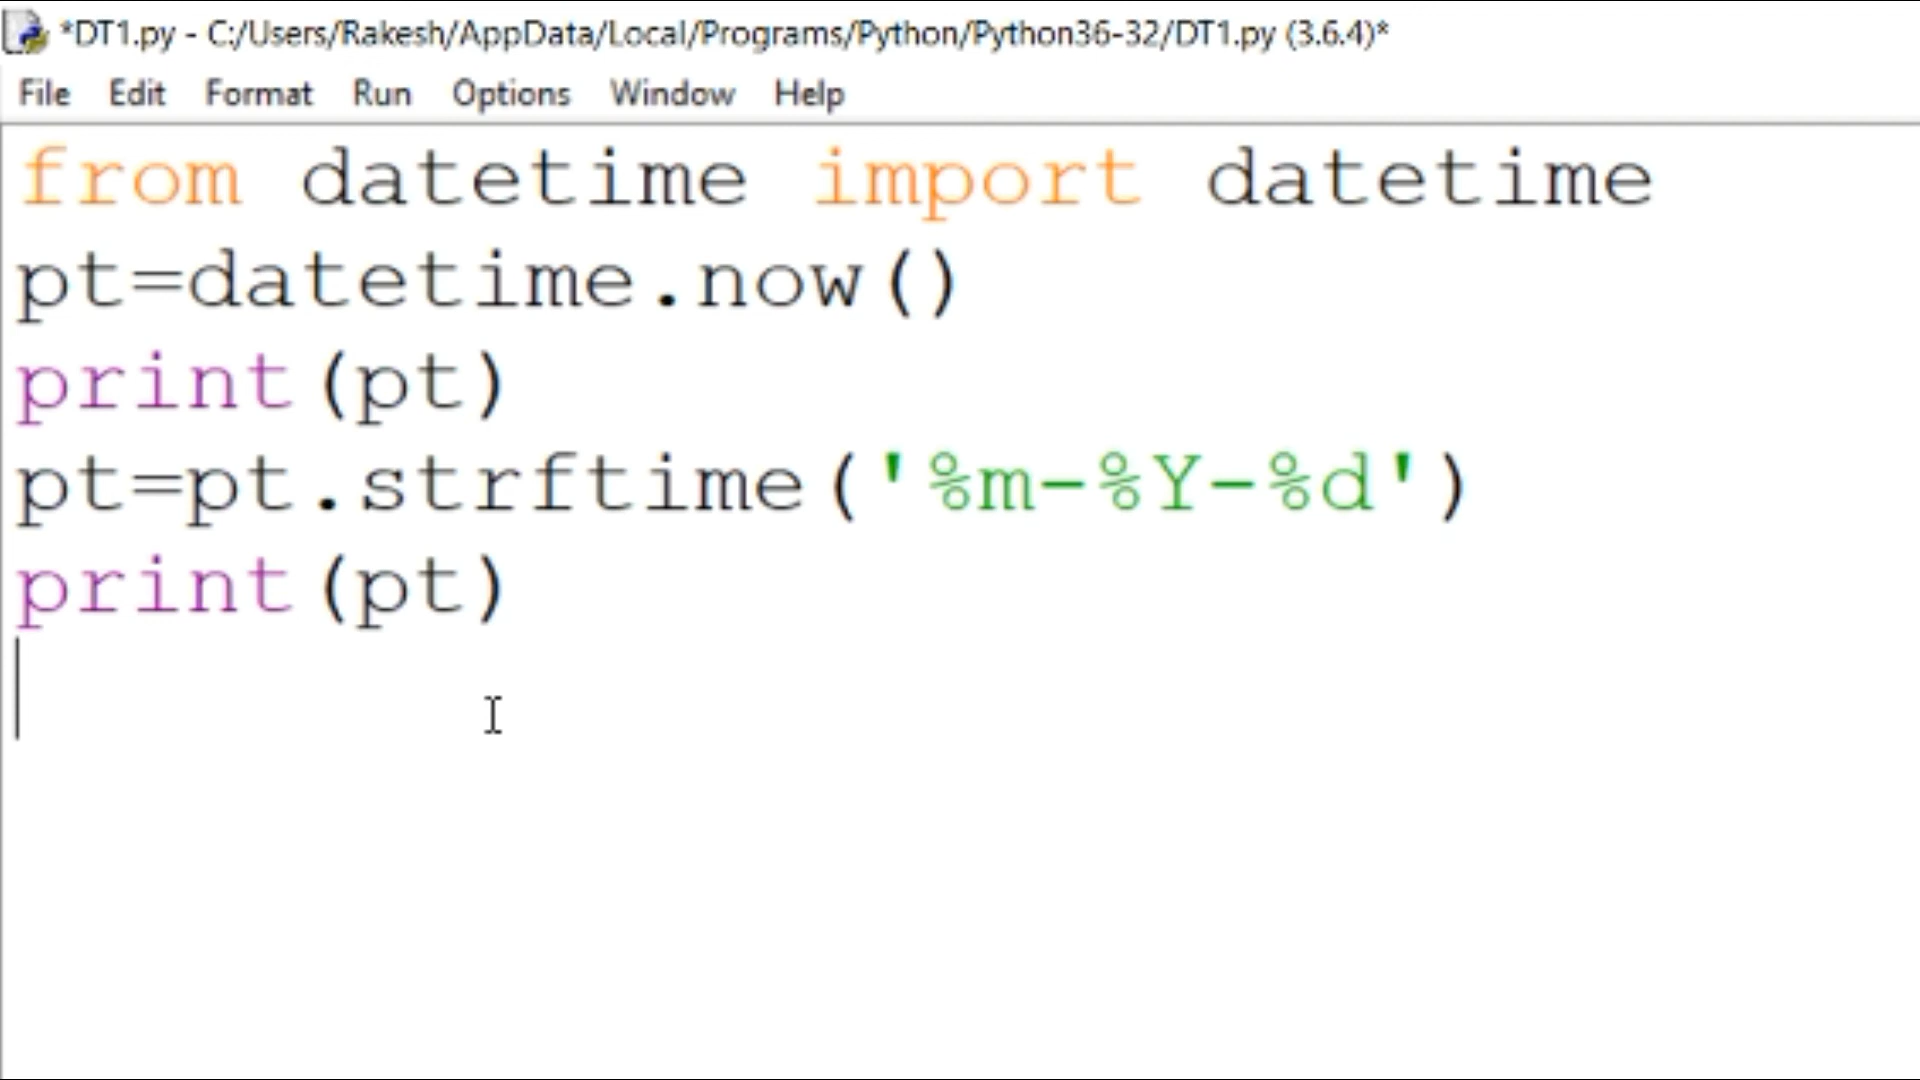 *DT1.py - C:/Users/Rakesh/AppData/Local/Programs/Python/Python36-32/DT1.py (3.6.4)*
File Edit Format Run Options Window Help
from datetime import datetime
pt=datetime.now()
print(pt)
pt=pt.strftime('%m-%Y-%d')
print(pt)